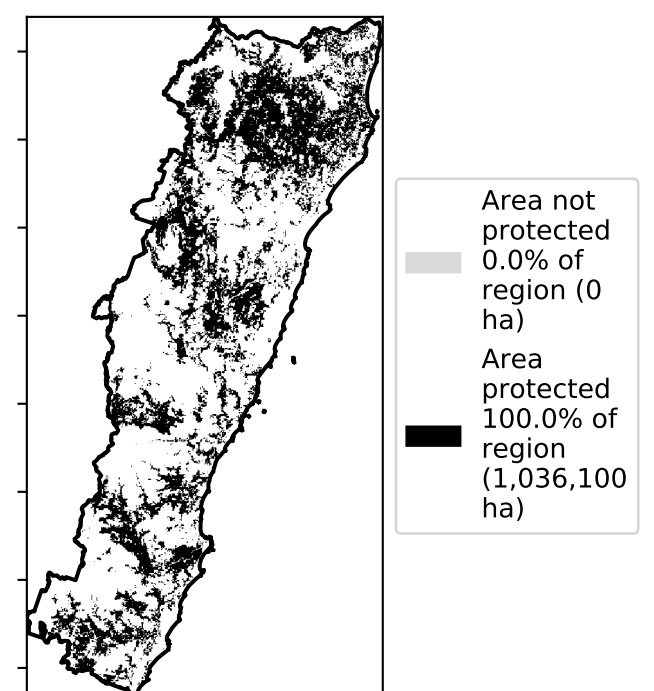 Area not
protected
0.0% of
region (0
ha)
Area
protected
100.0% of
region
(1,036,100
ha)